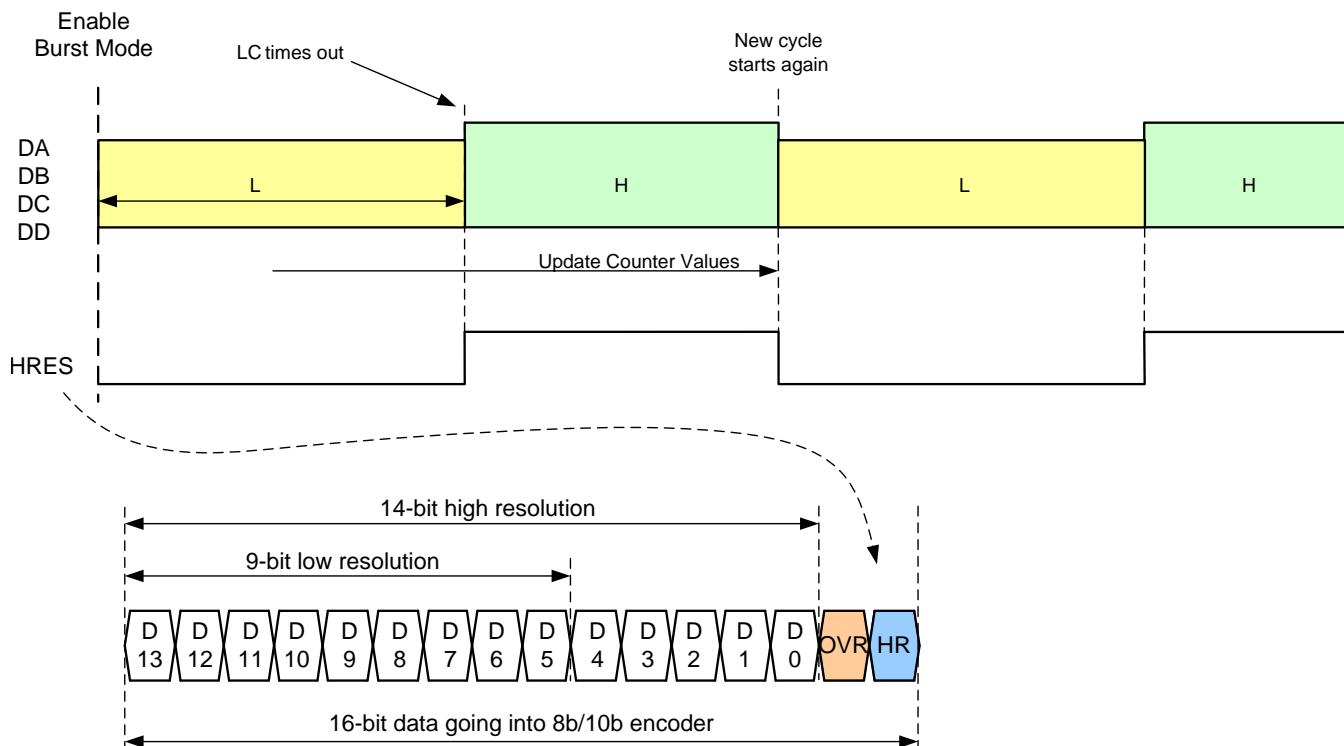 Enable
Burst Mode
LC times out
New cycle
starts again
DA
DB
DC
DD
L
H
L
H
Update Counter Values
HRES
14-bit high resolution
9-bit low resolution
D D D D D D D D D D D D D D
13 12 11 10 9 8 7 6 5 4 3 2 1 0 OVR HR
16-bit data going into 8b/10b encoder